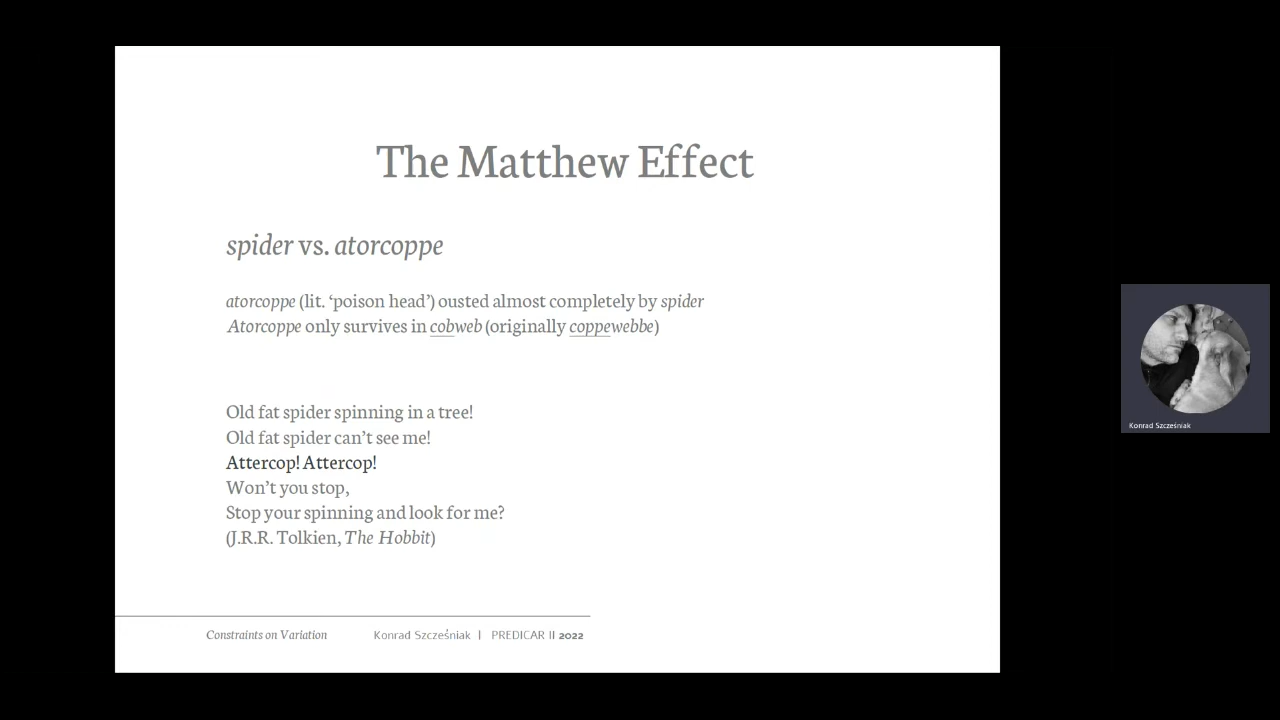 The Matthew Effect
spider vs. atorcoppe
atorcoppe (lit. ‘poison head’) ousted almost completely by spider
Atorcoppe only survives in cobweb (originally coppewebbe)
Old fat spider spinning in a tree!
Old fat spider can’t see me!
Attercop! Attercop!
Won’t you stop,
Stop your spinning and look for me?
(J.R.R. Tolkien, The Hobbit)
Constraints on Variation Konrad Szcześniak | PREDICAR II 2022
Konrad Szcześniak